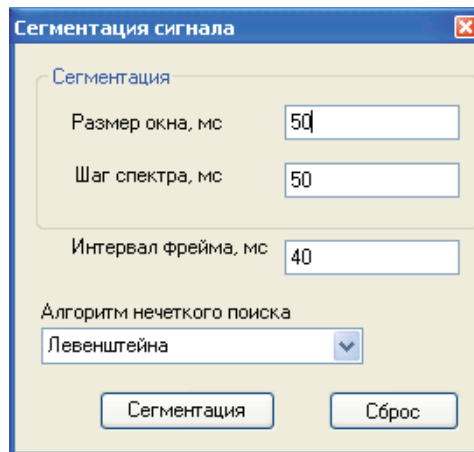 Сегментация сигнала
Сегментация
Размер окна, мс 50
Шаг спектра, мс 50
Интервал фрейма, мс 40
Алгоритм нечеткого поиска
Левенштейна
Сегментация Сброс